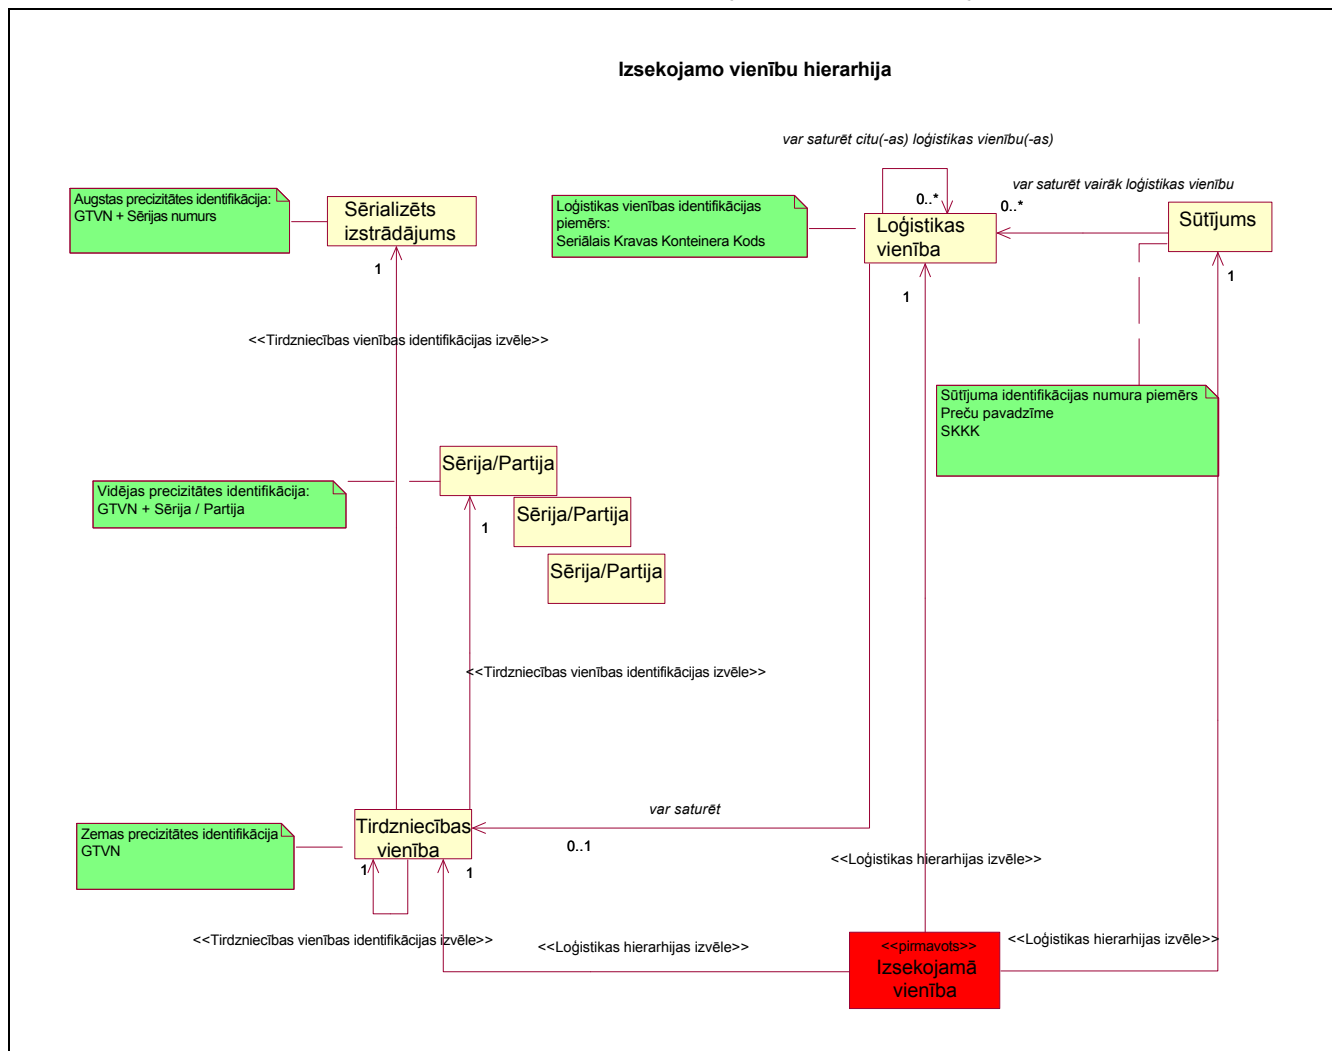 Izsekojamo vienību hierarhija
var saturēt citu(-as) loģistikas vienību(-as)
var saturēt vairāk loģistikas vienību
Augstas precizitātes identifikācija:
GTVN + Sērijas numurs
Sērializēts
izstrādājums
1
Loģistikas vienības identifikācijas
piemērs:
Seriālais Kravas Konteinera Kods
0..*
0..*
Loģistikas
vienība
1
Sūtījums
1
<<Tirdzniecības vienības identifikācijas izvēle>>
Sūtījuma identifikācijas numura piemērs
Preču pavadzīme
SKKK
Vidējas precizitātes identifikācija:
GTVN + Sērija / Partija
Sērija/Partija
1
Sērija/Partija
Sērija/Partija
<<Tirdzniecības vienības identifikācijas izvēle>>
var saturēt
0..1
Zemas precizitātes identifikācija
GTVN
Tirdzniecības
vienība
1
1
<<Loģistikas hierarhijas izvēle>>
<<Tirdzniecības vienības identifikācijas izvēle>>
<<Loģistikas hierarhijas izvēle>>
<<pirmavots>>
Izsekojamā
vienība
<<Loģistikas hierarhijas izvēle>>